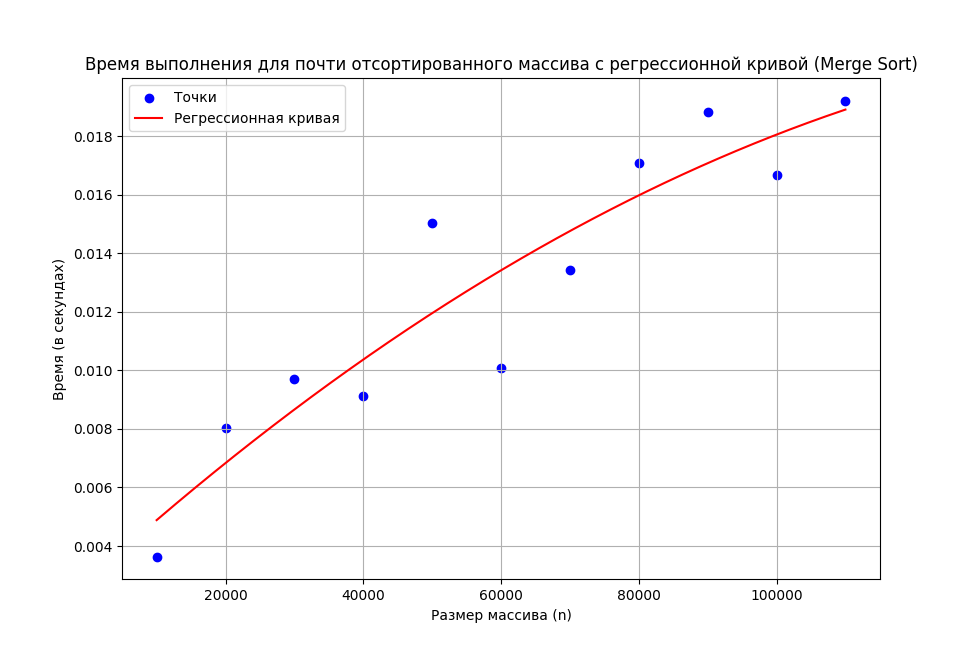 Время выполнения для почти отсортированного массива с регрессионной кривой (Merge Sort)
Точки
Регрессионная кривая
0.018
0.016
0.014
0.012
0.010
0.008
0.006
0.004
Время (в секундах)
20000
40000
60000
80000
100000
Размер массива (n)